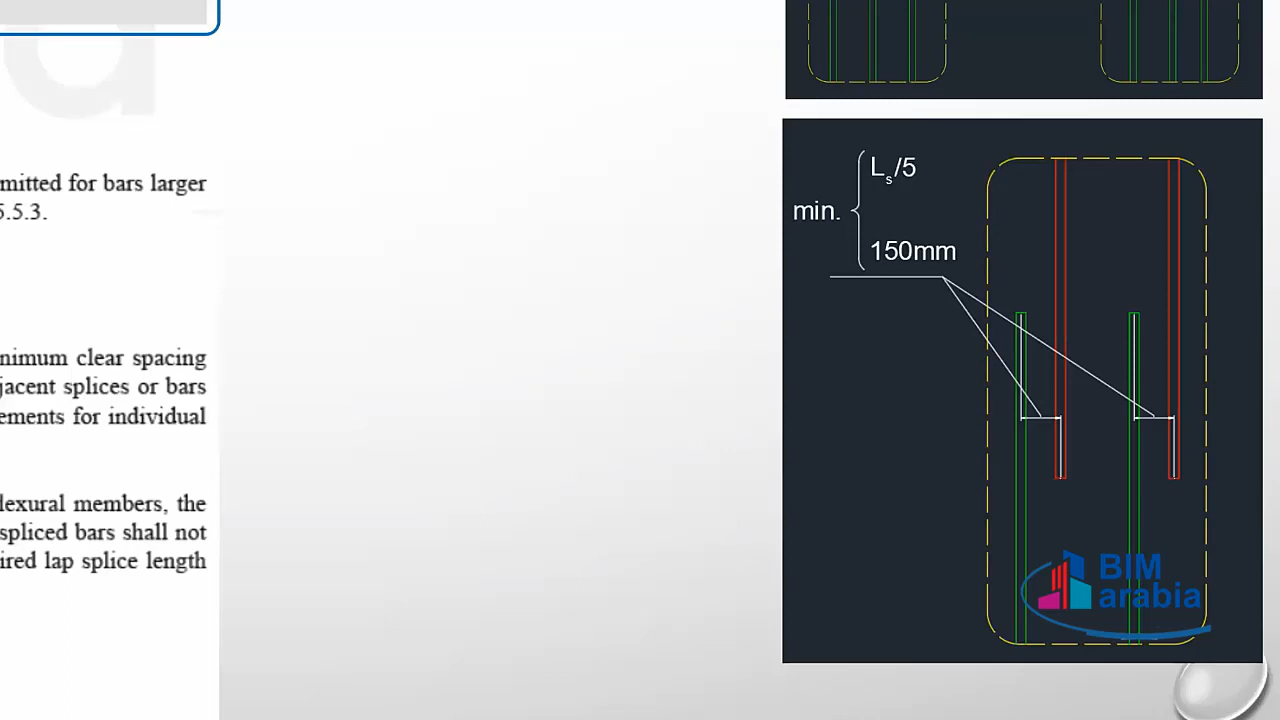 mitted for bars larger
5.5.3.
nimum clear spacing
jacent splices or bars
ements for individual
lexural members, the
spliced bars shall not
ired lap splice length
Ls/5
min.
150mm
BIM
arabia